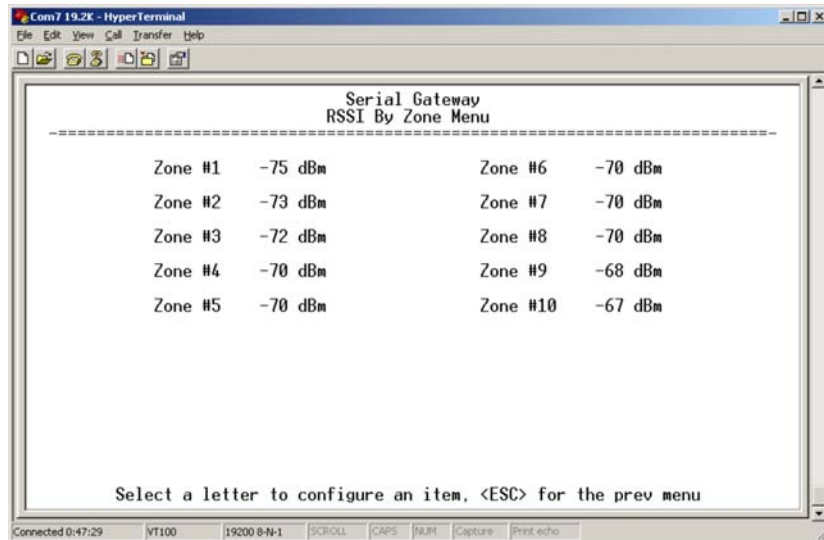 Com7 19.2K - HyperTerminal
File Edit View Call Transfer Help
Serial Gateway
RSSI By Zone Menu
-==========================================================================-
Zone #1 -75 dBm Zone #6 -70 dBm
Zone #2 -73 dBm Zone #7 -70 dBm
Zone #3 -72 dBm Zone #8 -70 dBm
Zone #4 -70 dBm Zone #9 -68 dBm
Zone #5 -70 dBm Zone #10 -67 dBm
Select a letter to configure an item, <ESC> for the prev menu
Connected 0:47:29 VT100 19200 8-N-1 SCROLL CAPS NUM Capture Print echo